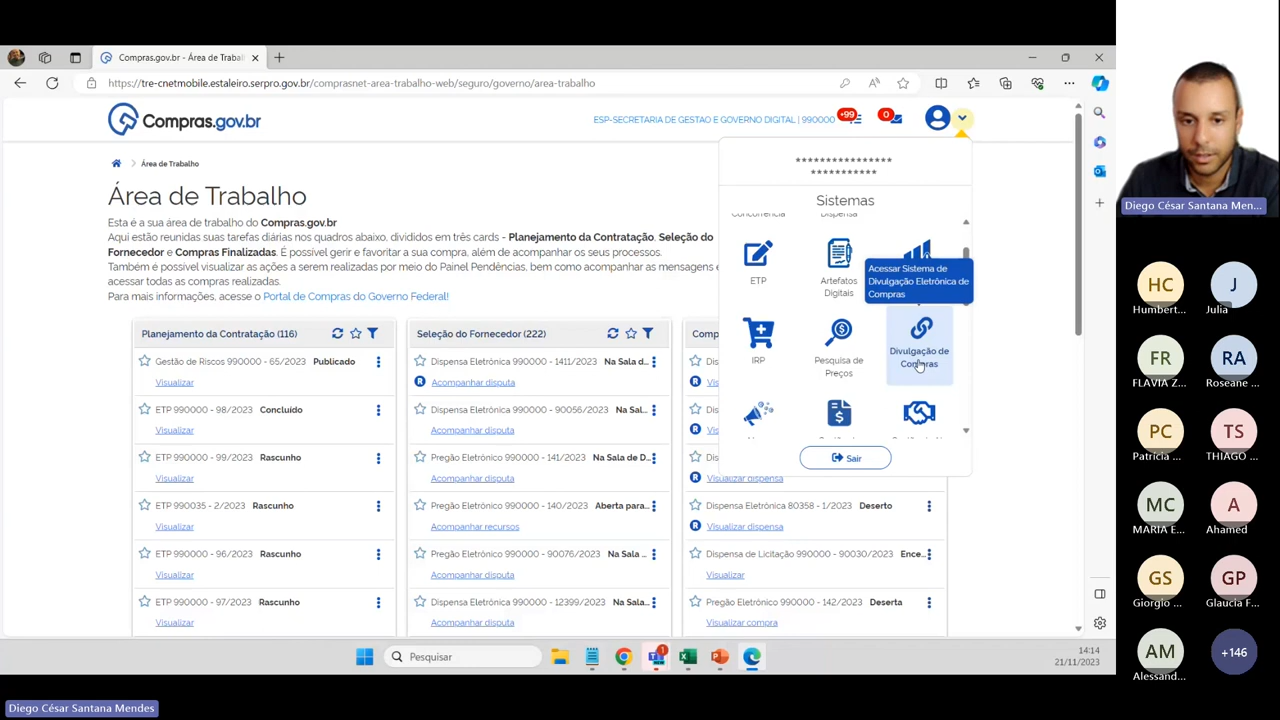 Compras.gov.br - Área de Trabal
https://tre-cnetmobile.estaleiro.serpro.gov.br/comprasnet-area-trabalho-web/seguro/governo/area-trabalho
Compras.gov.br
ESP-SECRETARIA DE GESTAO E GOVERNO DIGITAL | 990000
+99
0
Área de Trabalho
Área de Trabalho
Esta é a sua área de trabalho do Compras.gov.br
Aqui estão reunidas suas tarefas diárias nos quadros abaixo, divididos em três cards - Planejamento da Contratação, Seleção do
Fornecedor e Compras Finalizadas. É possível gerir e favoritar a sua compra, além de acompanhar os seus processos.
Também é possível visualizar as ações a serem realizadas por meio do Painel Pendências, bem como acompanhar as mensagens e
acessar todas as compras realizadas.
Para mais informações, acesse o Portal de Compras do Governo Federal!
Planejamento da Contratação (116)
Gestão de Riscos 990000 - 65/2023 Publicado
Visualizar
ETP 990000 - 98/2023 Concluído
Visualizar
ETP 990000 - 99/2023 Rascunho
Visualizar
ETP 990035 - 2/2023 Rascunho
Visualizar
ETP 990000 - 96/2023 Rascunho
Visualizar
ETP 990000 - 97/2023 Rascunho
Visualizar
Seleção do Fornecedor (222)
Dispensa Eletrônica 990000 - 1411/2023 Na Sala d...
R Acompanhar disputa
Dispensa Eletrônica 990000 - 90056/2023 Na Sal...
Acompanhar disputa
Pregão Eletrônico 990000 - 141/2023 Na Sala de D...
Acompanhar disputa
Pregão Eletrônico 990000 - 140/2023 Aberta para...
Acompanhar recursos
Pregão Eletrônico 990000 - 90076/2023 Na Sala ...
Acompanhar disputa
Dispensa Eletrônica 990000 - 12399/2023 Na Sala...
Acompanhar disputa
Comp
Dis
R Vis
Dis
R Vis
R Visualizar dispensa
Dispensa Eletrônica 80358 - 1/2023 Deserto
R Visualizar dispensa
Dispensa de Licitação 990000 - 90030/2023 Ence...
Visualizar
Pregão Eletrônico 990000 - 142/2023 Deserta
Visualizar compra
****************
***********
Sistemas
Concorrência
Dispensa
ETP
Artefatos
Digitais
Acessar Sistema de
Divulgação Eletrônica de
Compras
IRP
Pesquisa de
Preços
Divulgação de
Compras
Sair
Pesquisar
1
14:14
21/11/2023
Diego César Santana Men...
HC
Humbert...
J
Julia
FR
FLAVIA Z...
RA
Roseane ...
PC
Patricia ...
TS
THIAGO ...
MC
MARIA E...
A
Ahamed
GS
Giorgio ...
GP
Glaucia F...
AM
Alessand...
+146
Diego César Santana Mendes